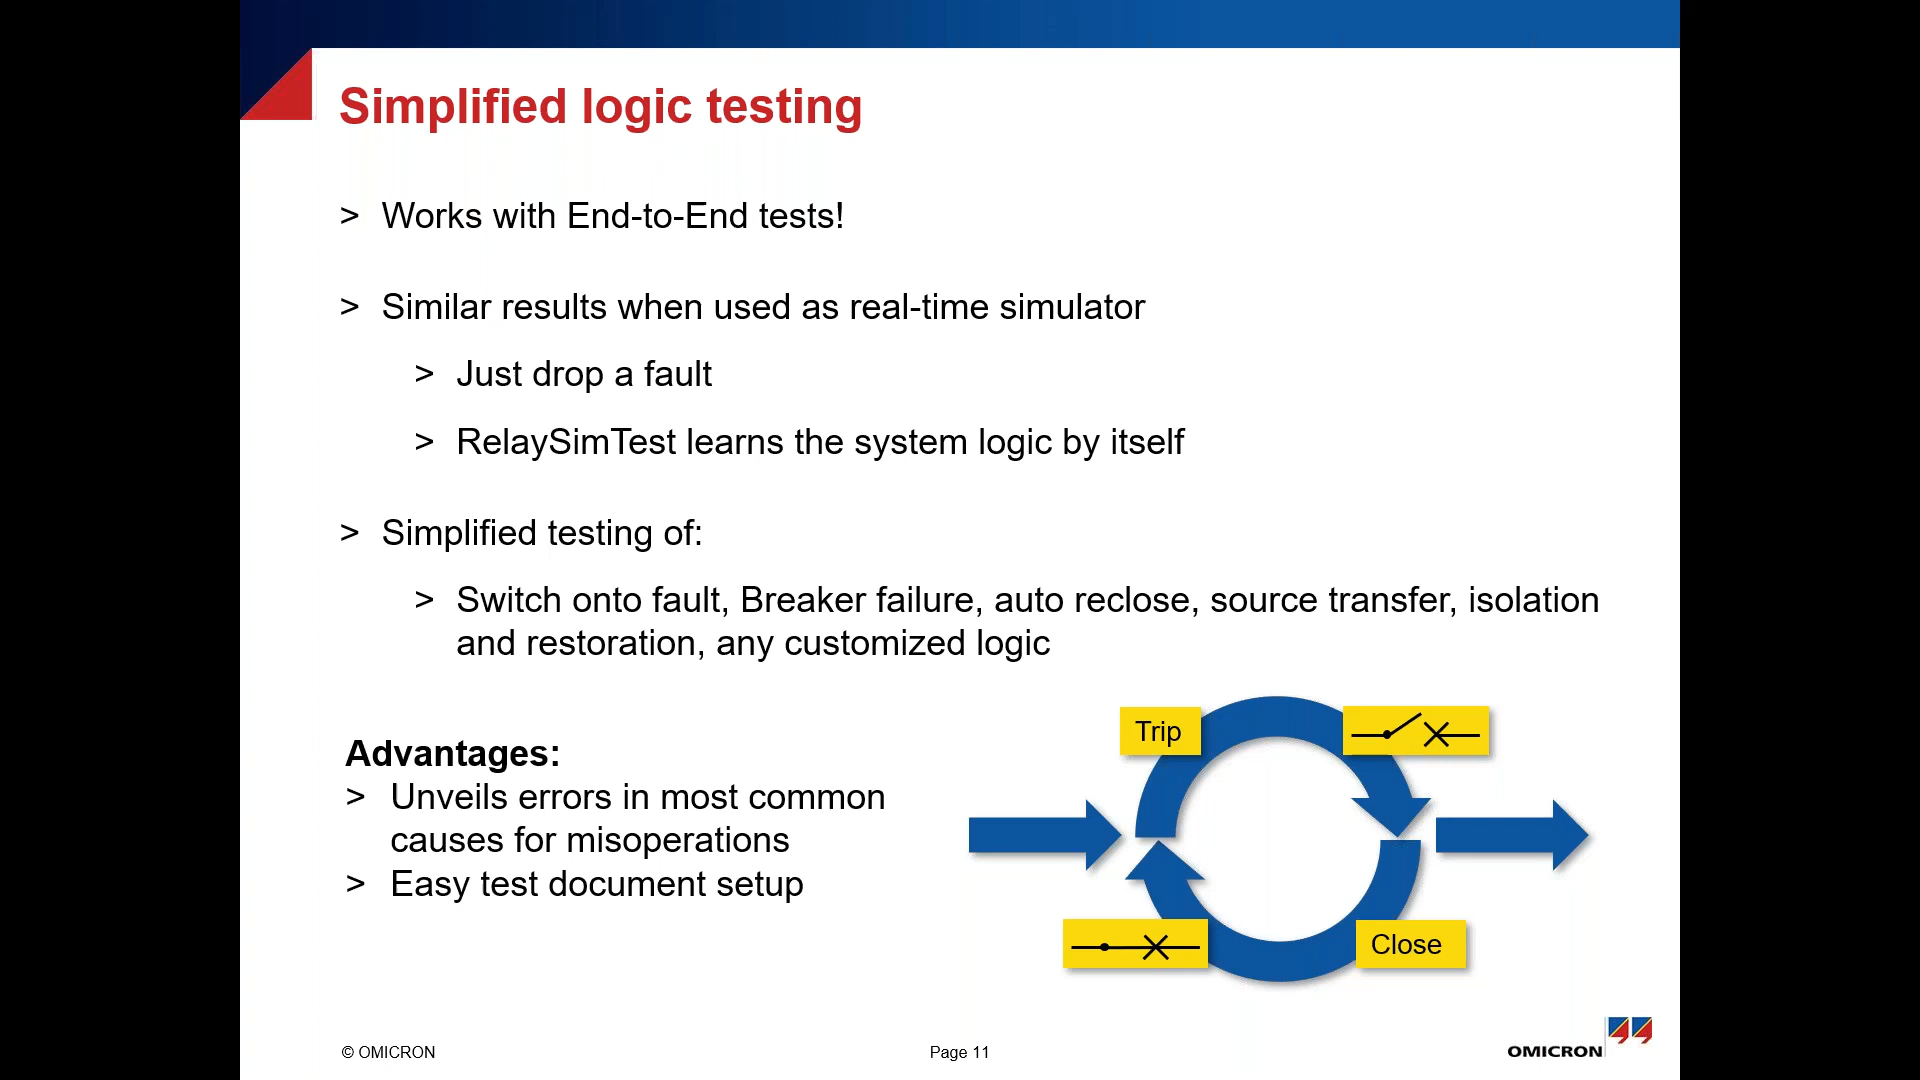 Simplified logic testing
> Works with End-to-End tests!
> Similar results when used as real-time simulator
> Just drop a fault
> RelaySimTest learns the system logic by itself
> Simplified testing of:
> Switch onto fault, Breaker failure, auto reclose, source transfer, isolation
and restoration, any customized logic
Advantages:
> Unveils errors in most common
causes for misoperations
> Easy test document setup
Trip
Close
© OMICRON
Page 11
OMICRON